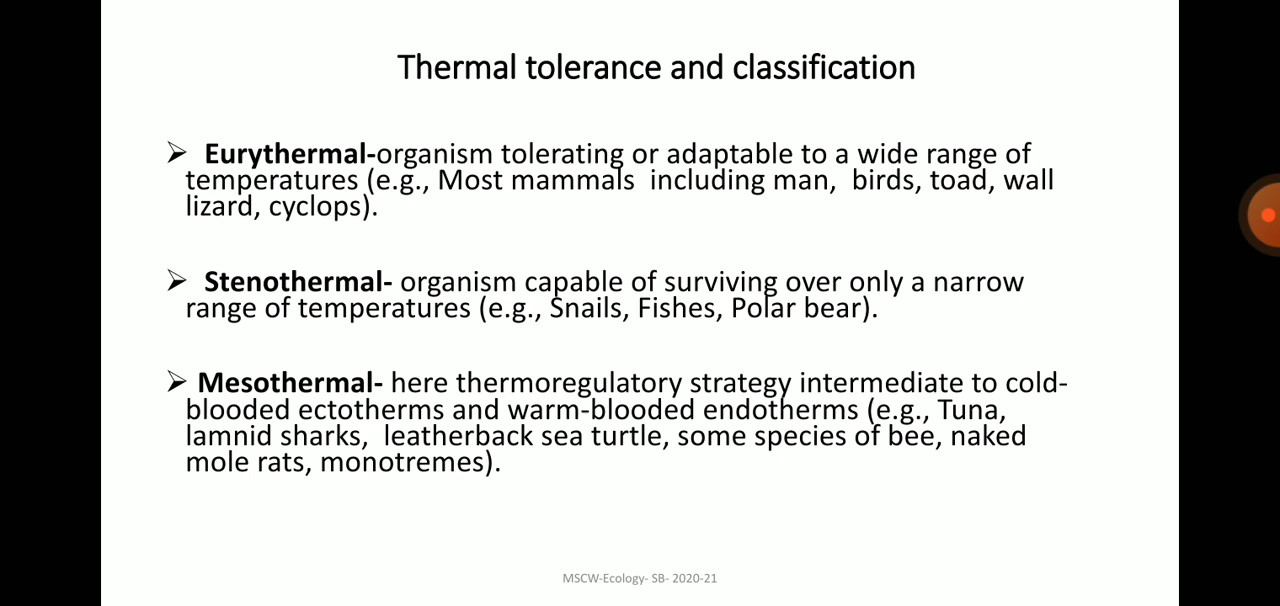 Thermal tolerance and classification
➢ Eurythermal-organism tolerating or adaptable to a wide range of
temperatures (e.g., Most mammals including man, birds, toad, wall
lizard, cyclops).
➢ Stenothermal- organism capable of surviving over only a narrow
range of temperatures (e.g., Snails, Fishes, Polar bear).
➢ Mesothermal- here thermoregulatory strategy intermediate to cold-
blooded ectotherms and warm-blooded endotherms (e.g., Tuna,
lamnid sharks, leatherback sea turtle, some species of bee, naked
mole rats, monotremes).
MSCW-Ecology- SB- 2020-21